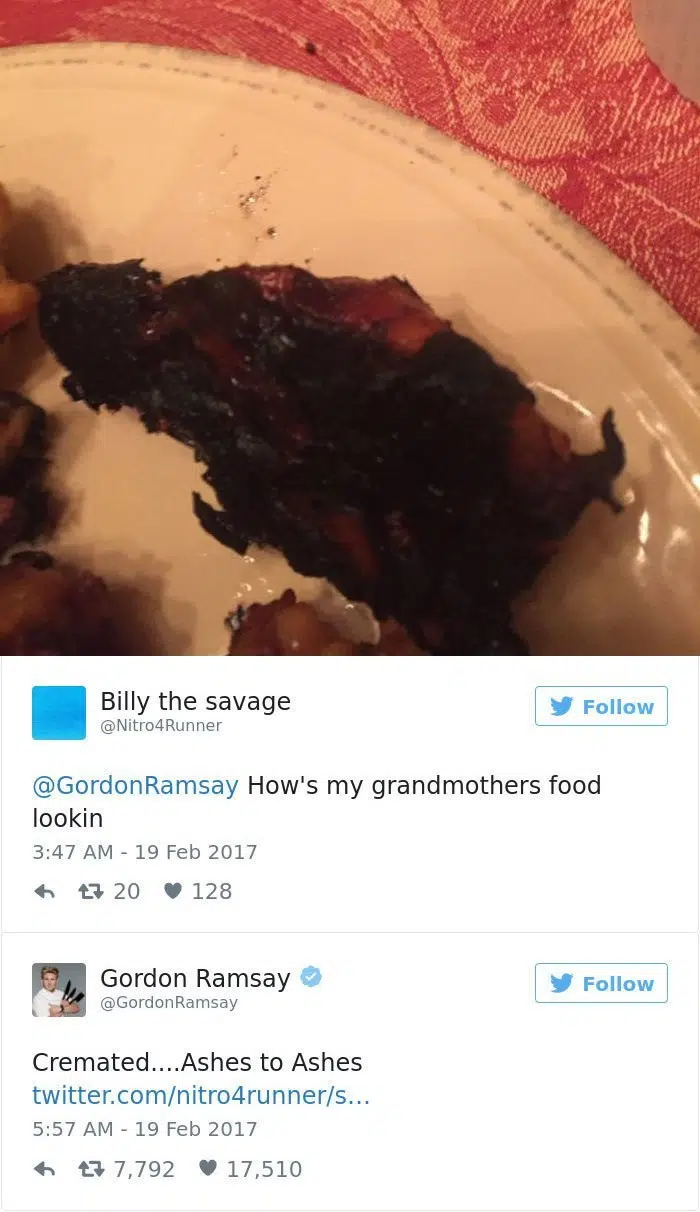 Billy the savage
@Nitro4Runner
Follow
@GordonRamsay How's my grandmothers food
lookin
3:47 AM - 19 Feb 2017
20 128
Gordon Ramsay
@GordonRamsay
Follow
Cremated....Ashes to Ashes
twitter.com/nitro4runner/s...
5:57 AM - 19 Feb 2017
7,792 17,510